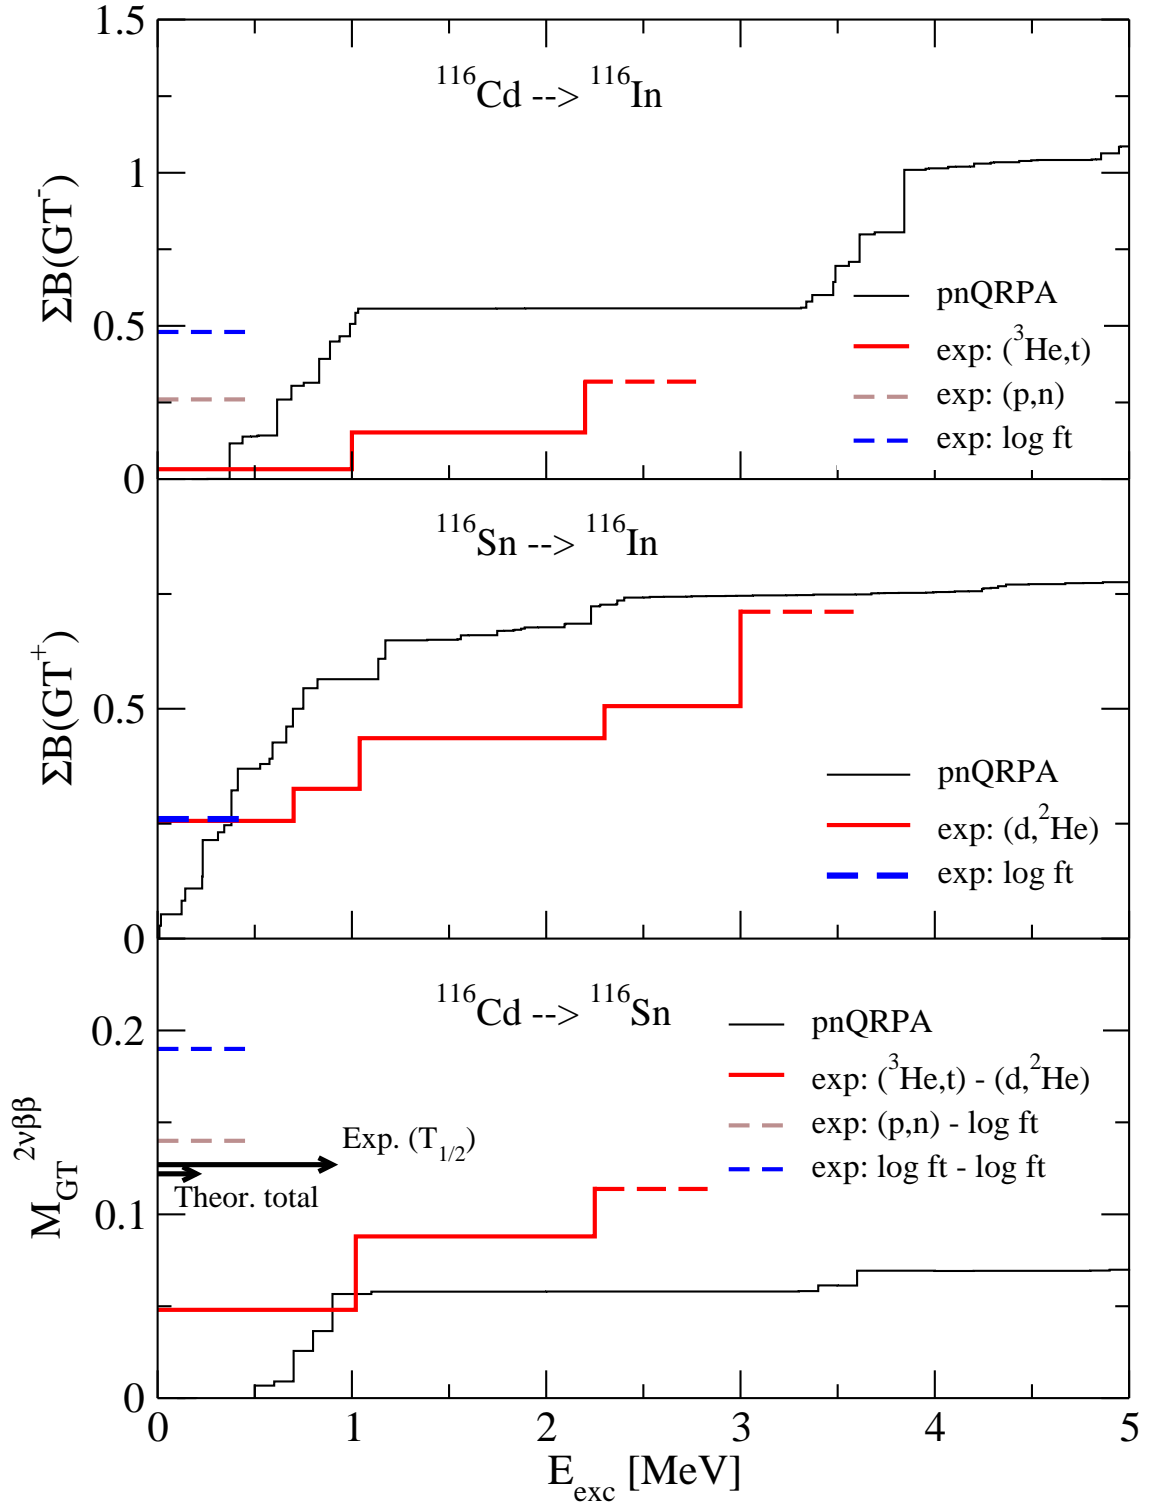 1.5
¹¹⁶Cd --> ¹¹⁶In
1
ΣB(GT⁻)
0.5
0
pnQRPA
exp: (³He,t)
exp: (p,n)
exp: log ft
¹¹⁶Sn --> ¹¹⁶In
ΣB(GT⁺)
0.5
0
pnQRPA
exp: (d,²He)
exp: log ft
¹¹⁶Cd --> ¹¹⁶Sn
0.2
M_GT^2νββ
0.1
0
pnQRPA
exp: (³He,t) - (d,²He)
exp: (p,n) - log ft
exp: log ft - log ft
Exp. (T_1/2)
Theor. total
0 1 2 3 4 5
E_exc [MeV]